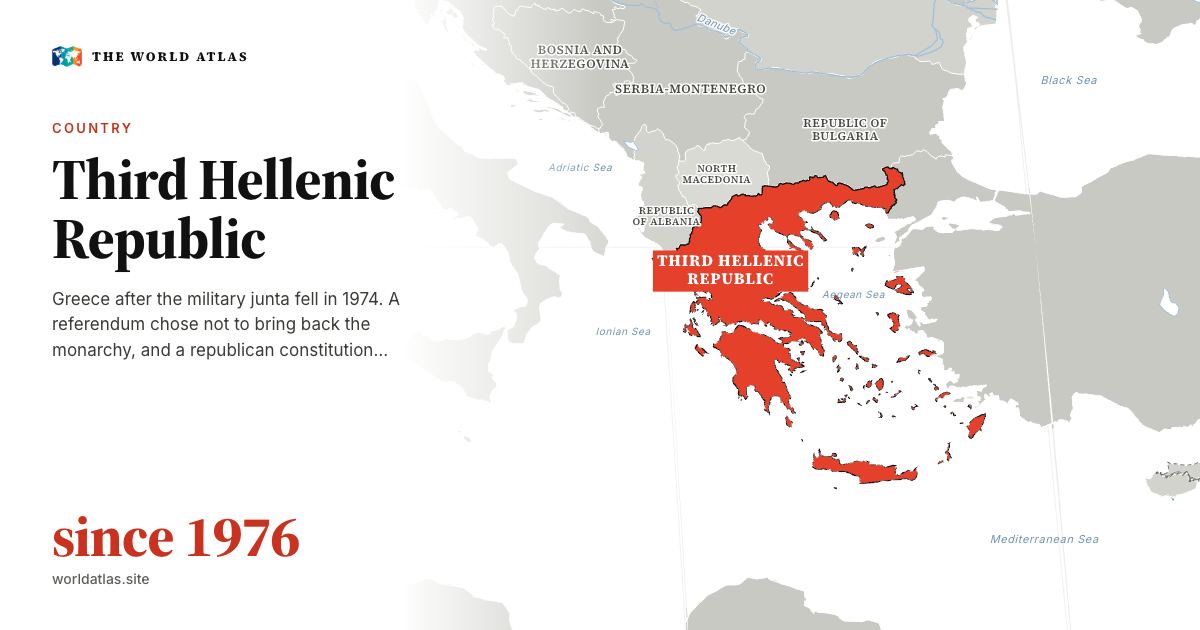 THE WORLD ATLAS
COUNTRY
Third Hellenic
Republic
Greece after the military junta fell in 1974. A
referendum chose not to bring back the
monarchy, and a republican constitution...
since 1976
worldatlas.site
Danube
BOSNIA AND
HERZEGOVINA
SERBIA-MONTENEGRO
Black Sea
REPUBLIC OF
BULGARIA
Adriatic Sea
NORTH
MACEDONIA
REPUBLIC
OF ALBANIA
THIRD HELLENIC
REPUBLIC
Aegean Sea
Ionian Sea
Mediterranean Sea